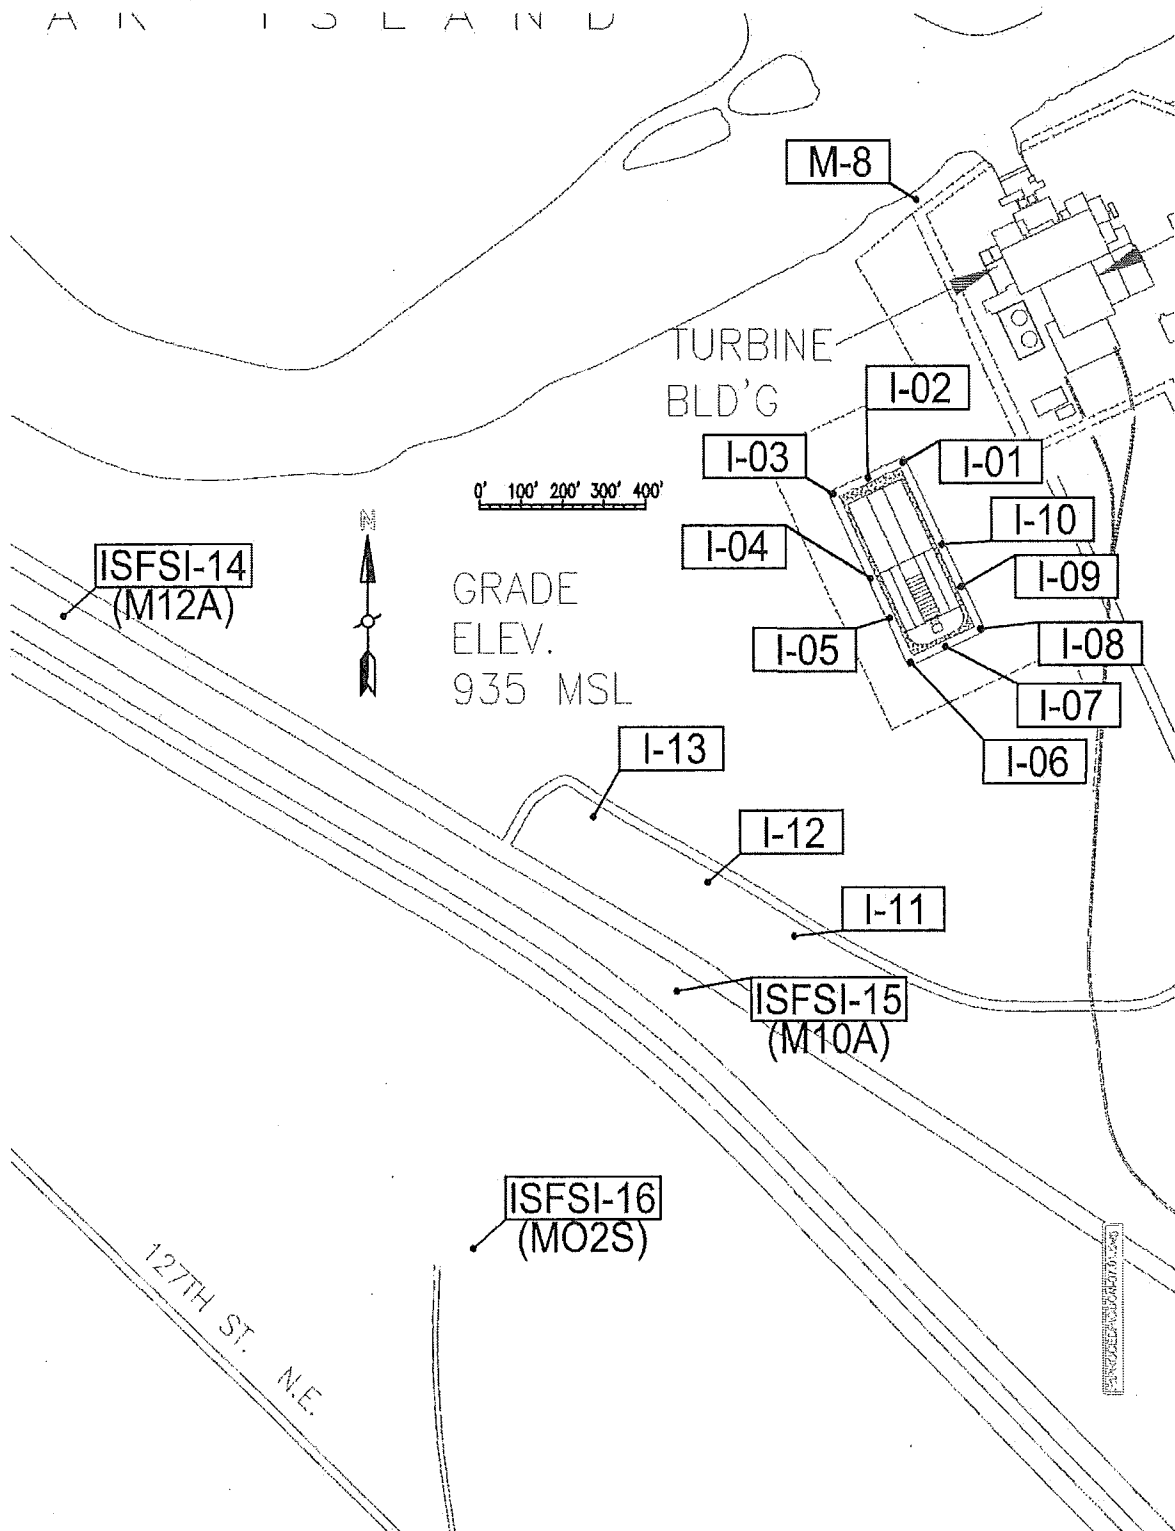 ISLAND
M-8
TURBINE
BLD'G
I-02
I-03
I-01
0' 100' 200' 300' 400'
N
I-10
I-04
ISFSI-14
(M12A)
GRADE
ELEV.
935 MSL
I-09
I-05
I-08
I-07
I-13
I-06
I-12
I-11
ISFSI-15
(M10A)
ISFSI-16
(MO2S)
127TH ST. N.E.